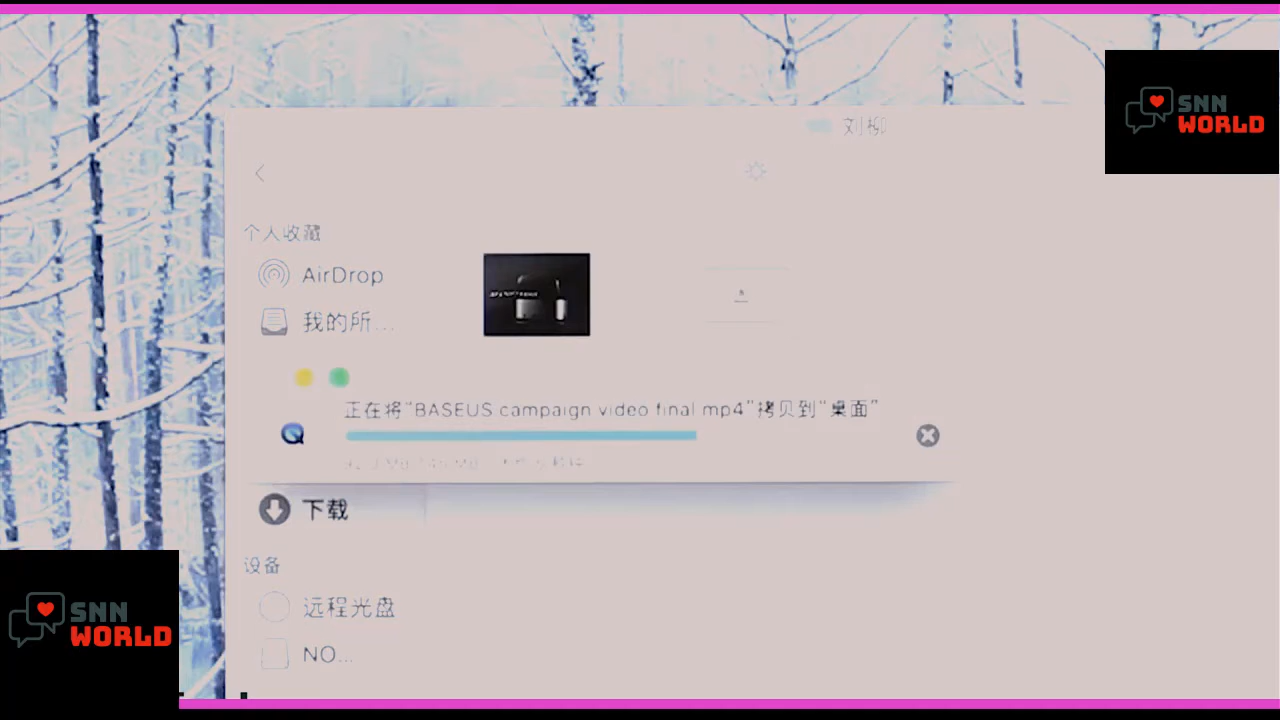 SNN
WORLD
刘柳
个人收藏
AirDrop
我的所...
正在将“BASEUS campaign video final mp4”拷贝到“桌面”
下载
设备
远程光盘
NO...
SNN
WORLD